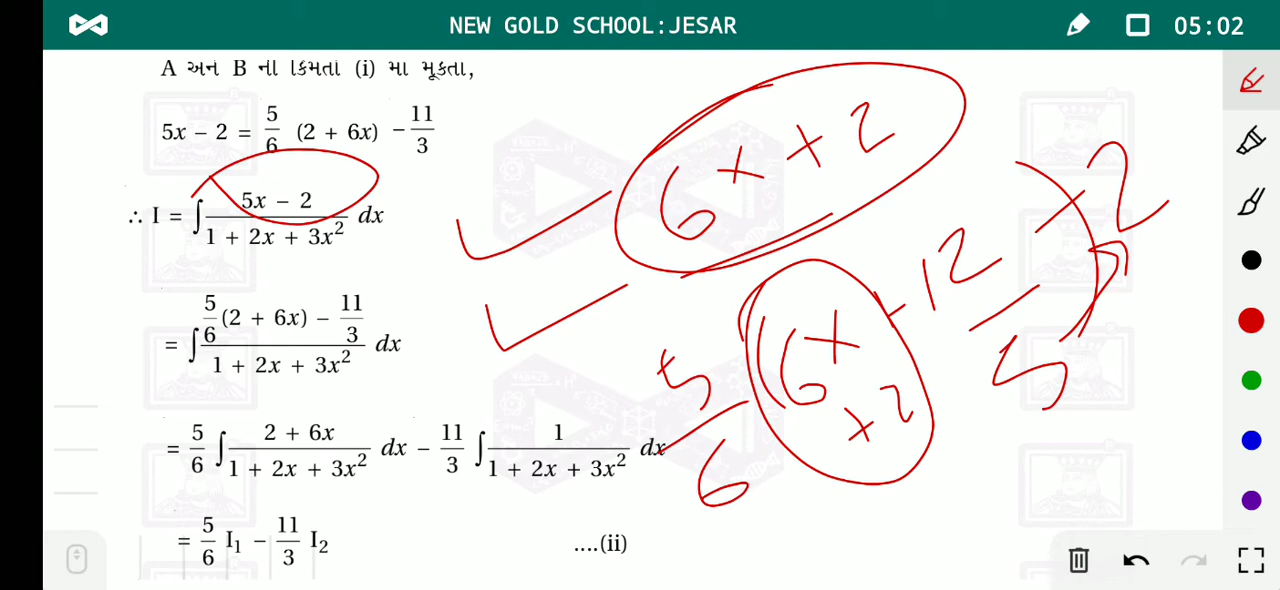 NEW GOLD SCHOOL:JESAR
05:02
A અન B ના કિમતા (i) મા મૂકતા,
5x − 2 = 5/6 (2 + 6x) − 11/3
∴ I = ∫ (5x − 2)/(1 + 2x + 3x²) dx
= ∫ (5/6 (2 + 6x) − 11/3)/(1 + 2x + 3x²) dx
= 5/6 ∫ (2 + 6x)/(1 + 2x + 3x²) dx − 11/3 ∫ 1/(1 + 2x + 3x²) dx
= 5/6 I₁ − 11/3 I₂ ....(ii)
6x + 2
5/6 (6x − 12/5
+ 2
+ 2